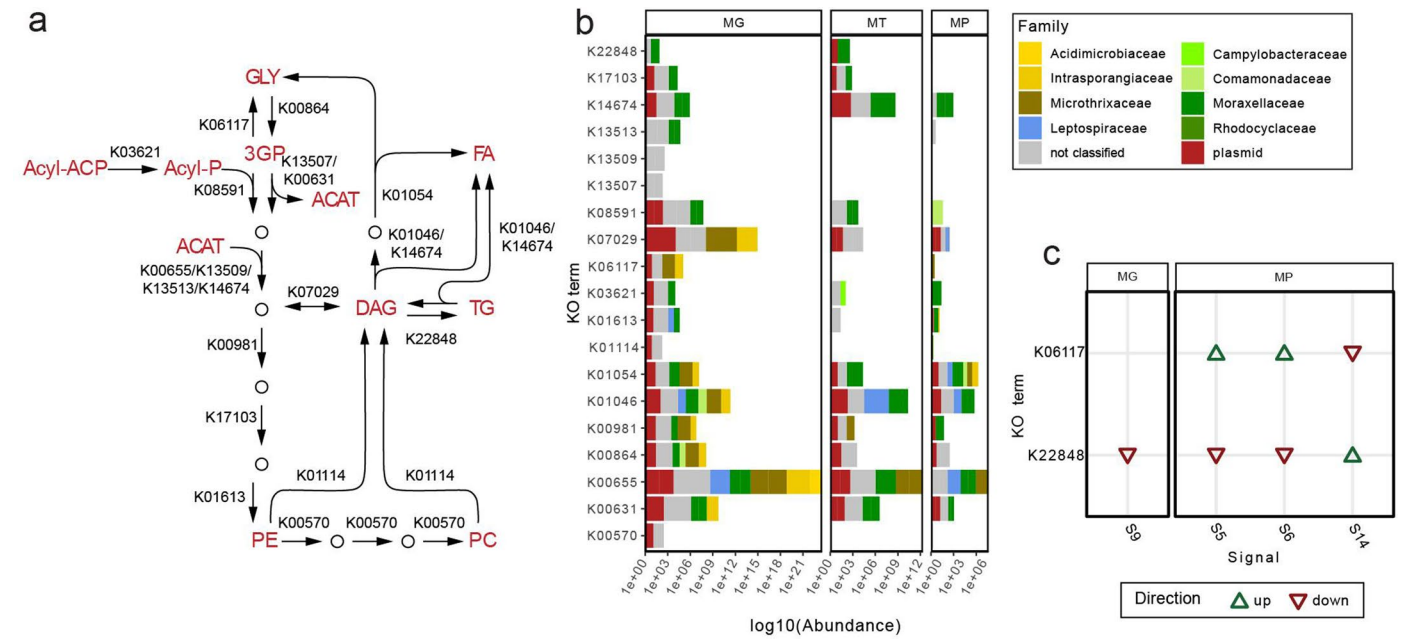 a
GLY
K00864
K06117
3GP
K03621
Acyl-ACP
Acyl-P
K13507/
K00631
FA
K08591
ACAT
K01054
ACAT
K01046/
K14674
K01046/
K14674
K00655/K13509/
K13513/K14674
K07029
DAG
TG
K22848
K00981
K17103
K01613
K01114
K01114
K00570
K00570
K00570
PE
PC
b
MG
MT
MP
KO term
K22848
K17103
K14674
K13513
K13509
K13507
K08591
K07029
K06117
K03621
K01613
K01114
K01054
K01046
K00981
K00864
K00655
K00631
K00570
1e+00
1e+03
1e+06
1e+09
1e+12
1e+15
1e+18
1e+21
1e+00
1e+03
1e+06
1e+09
1e+12
1e+00
1e+03
1e+06
log10(Abundance)
Family
Acidimicrobiaceae
Intrasporangiaceae
Microthrixaceae
Leptospiraceae
not classified
Campylobacteraceae
Comamonadaceae
Moraxellaceae
Rhodocyclaceae
plasmid
c
MG
MP
KO term
K06117
K22848
S9
S5
S6
S14
Signal
Direction
up
down